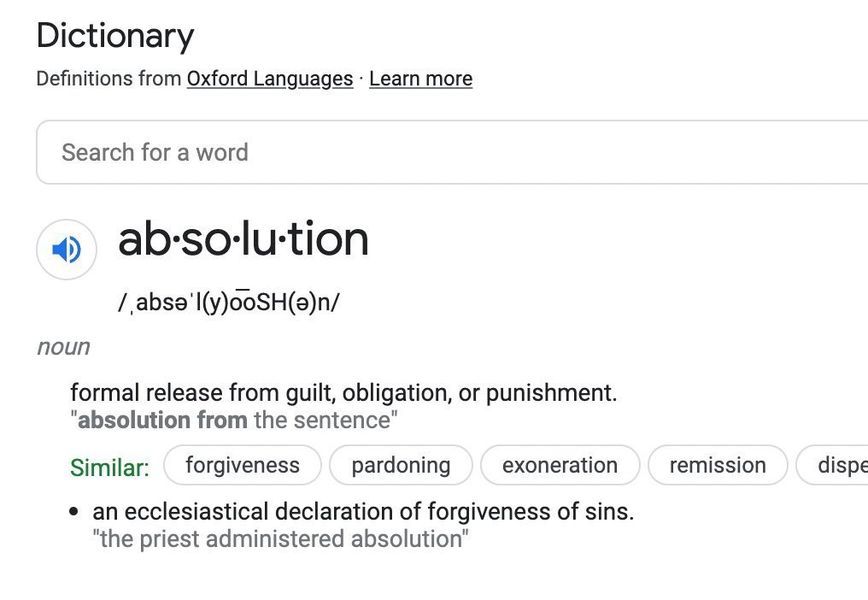 Dictionary
Definitions from Oxford Languages · Learn more
Search for a word
ab·so·lu·tion
/ˌabsəˈl(y)o͞oSH(ə)n/
noun
formal release from guilt, obligation, or punishment.
"absolution from the sentence"
Similar: forgiveness pardoning exoneration remission
• an ecclesiastical declaration of forgiveness of sins.
"the priest administered absolution"